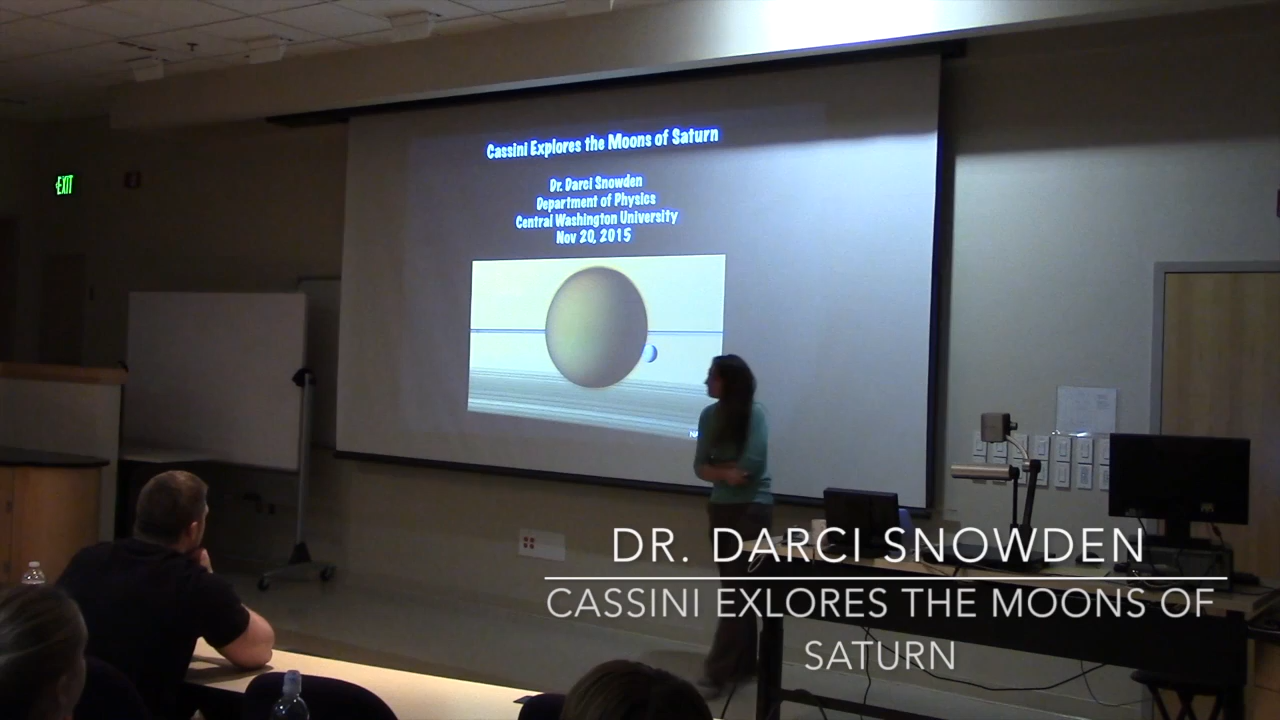 Cassini Explores the Moons of Saturn
Dr. Darci Snowden
Department of Physics
Central Washington University
Nov 20, 2015
EXIT
DR. DARCI SNOWDEN
CASSINI EXLORES THE MOONS OF
SATURN